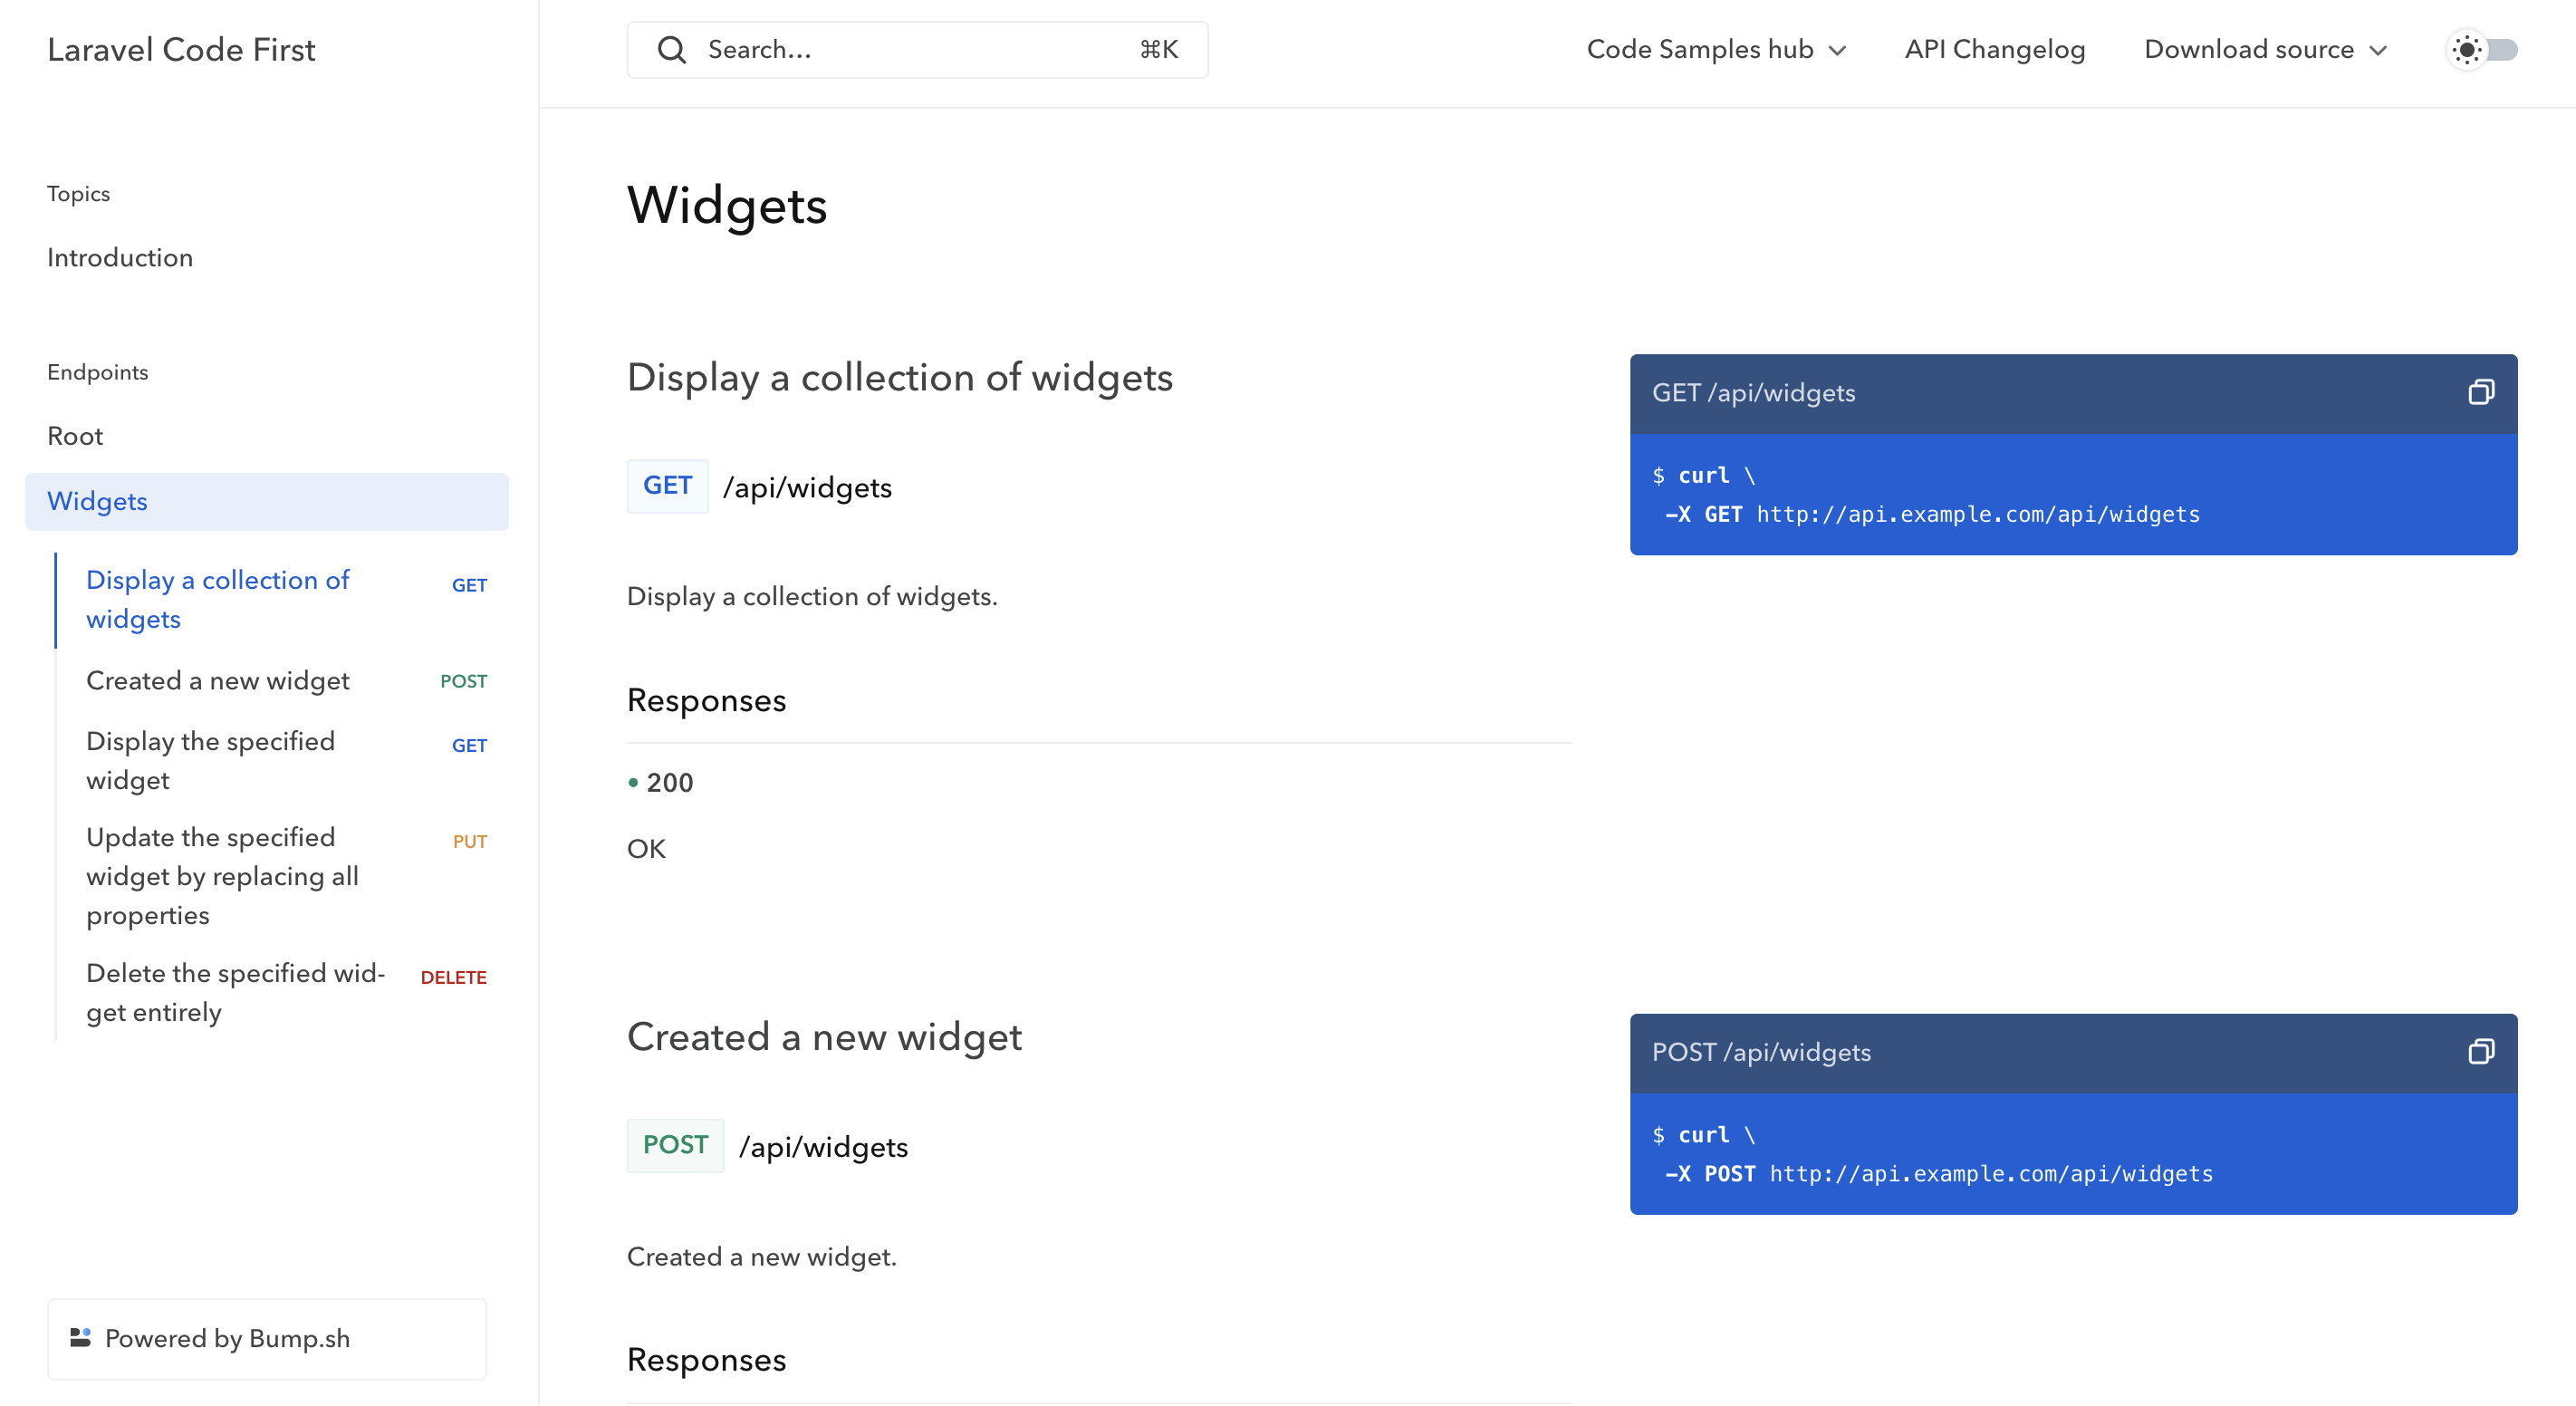 Laravel Code First
Search...
⌘K
Code Samples hub
API Changelog
Download source
Topics
Introduction
Endpoints
Root
Widgets
Display a collection of
widgets
GET
Created a new widget
POST
Display the specified
widget
GET
Update the specified
widget by replacing all
properties
PUT
Delete the specified wid-
get entirely
DELETE
Powered by Bump.sh
Widgets
Display a collection of widgets
GET /api/widgets
Display a collection of widgets.
Responses
• 200
OK
GET /api/widgets
$ curl \
-X GET http://api.example.com/api/widgets
Created a new widget
POST /api/widgets
Created a new widget.
Responses
POST /api/widgets
$ curl \
-X POST http://api.example.com/api/widgets